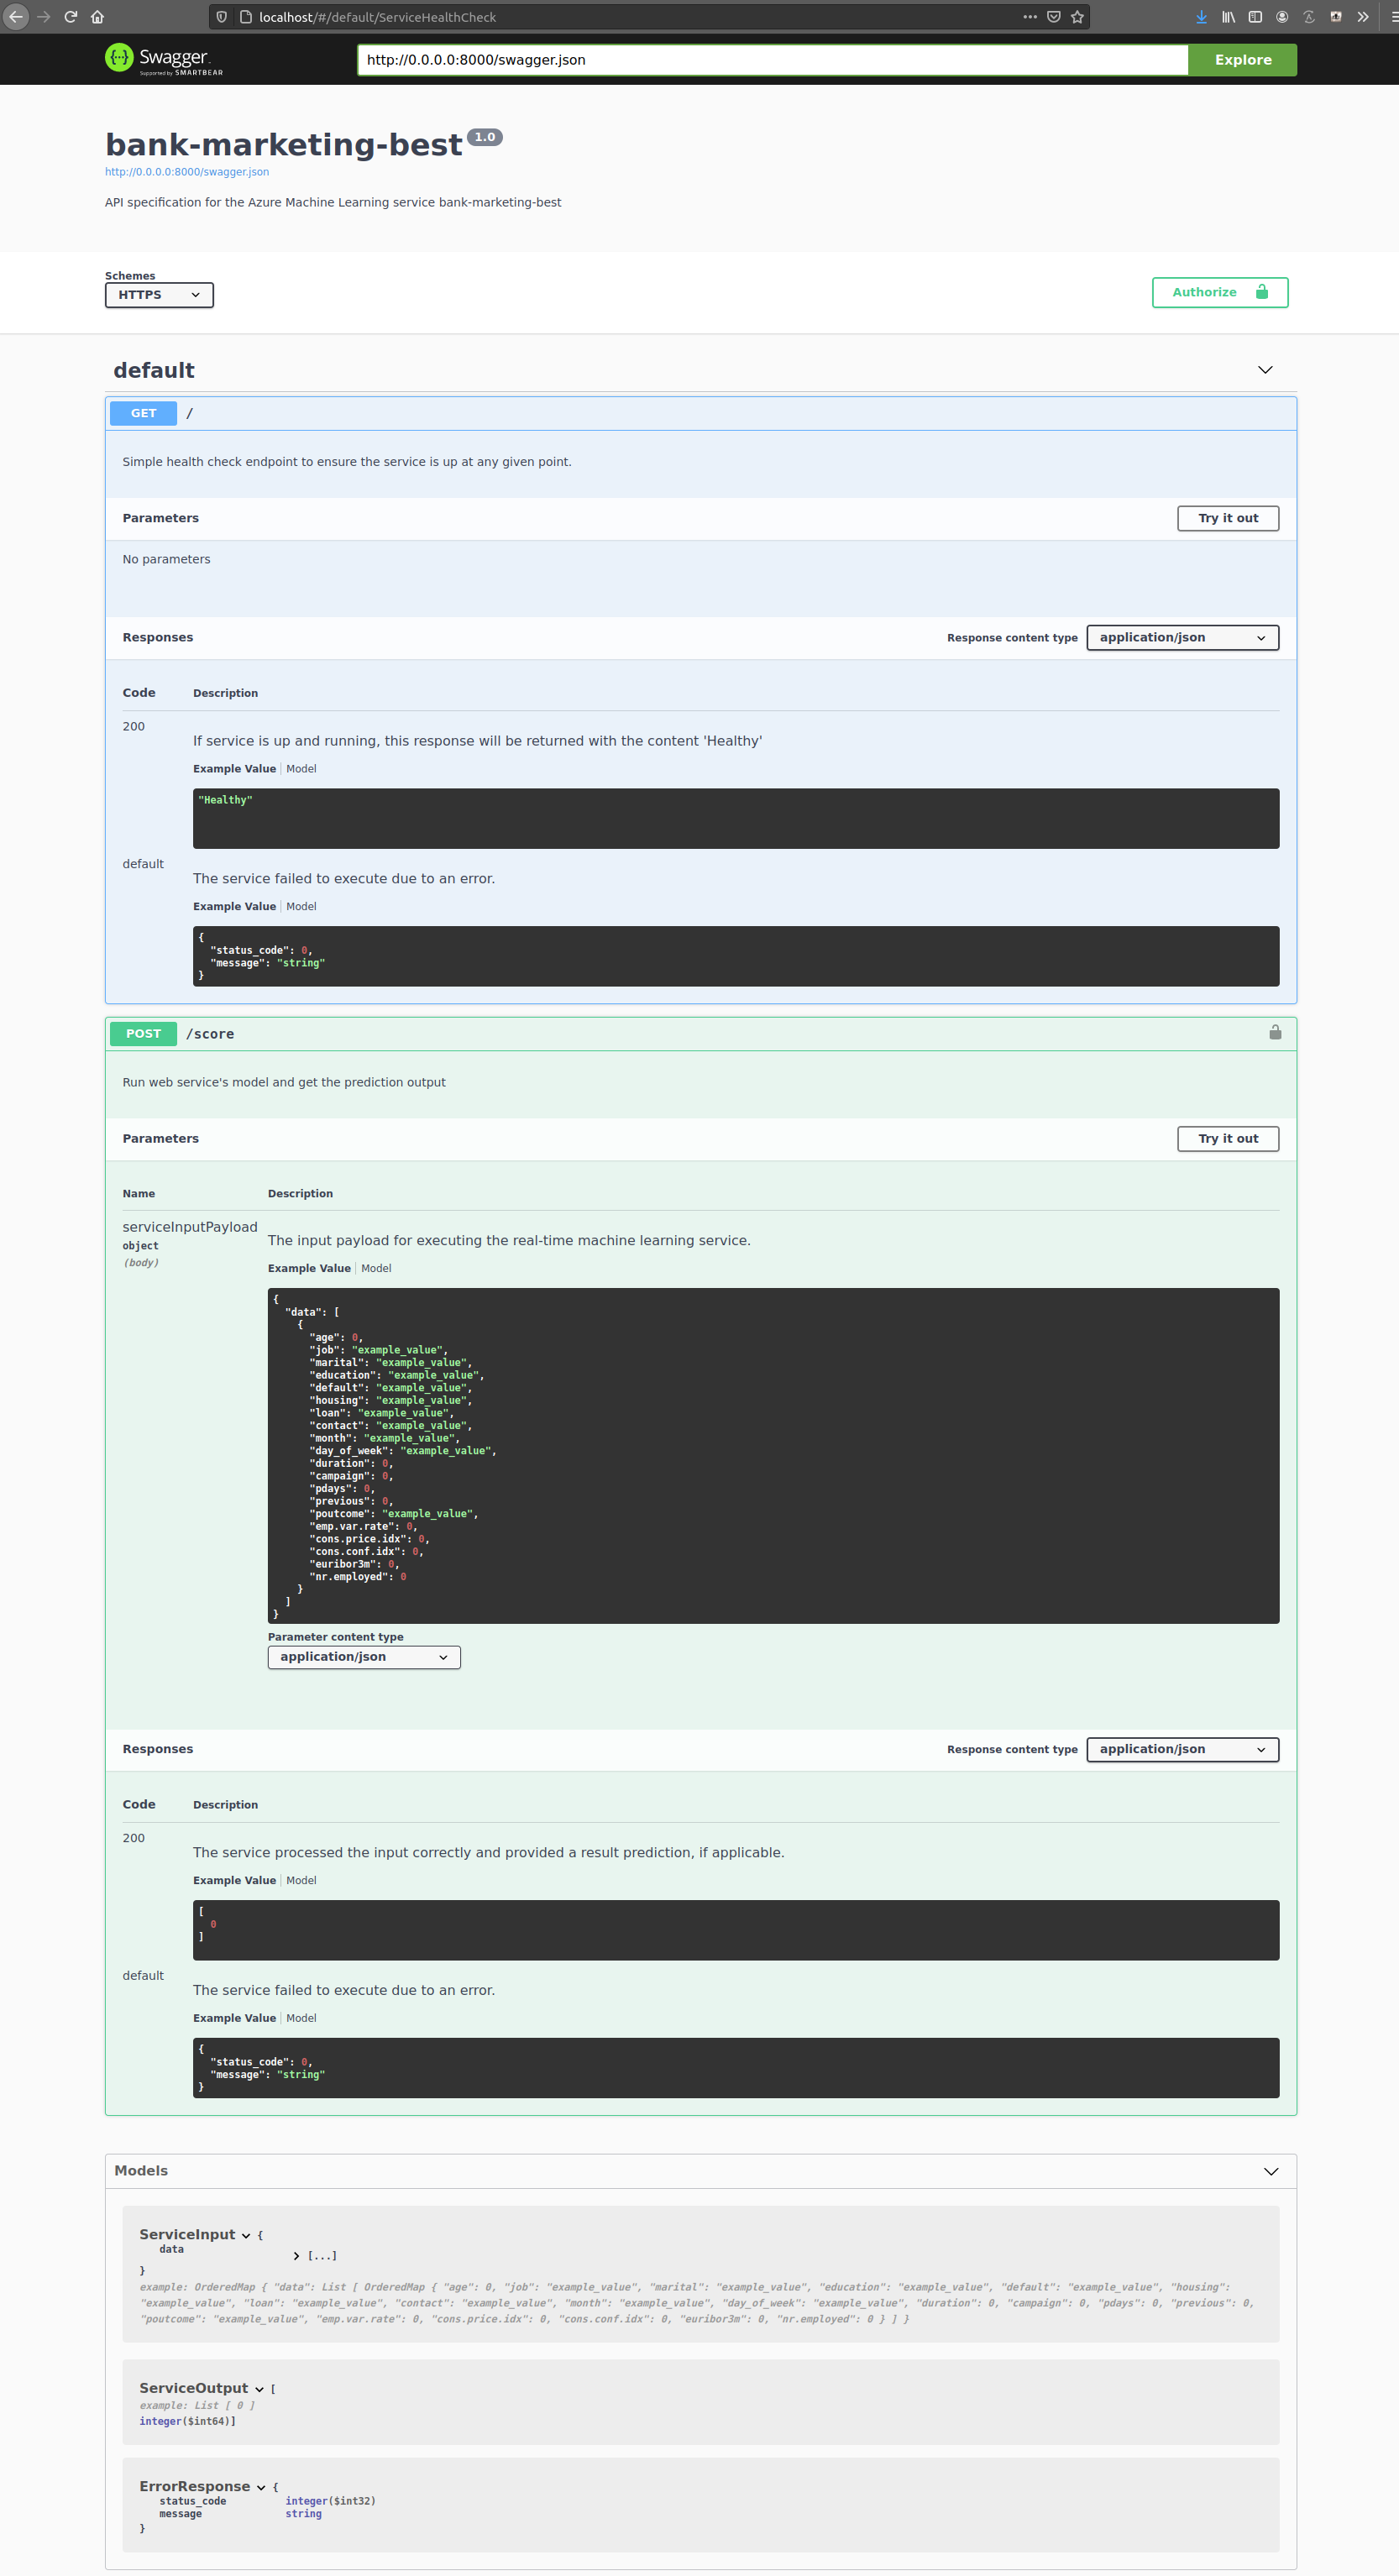 localhost/#/default/ServiceHealthCheck
Swagger.
Supported by SMARTBEAR
http://0.0.0.0:8000/swagger.json
Explore
bank-marketing-best 1.0
http://0.0.0.0:8000/swagger.json
API specification for the Azure Machine Learning service bank-marketing-best
Schemes
HTTPS
Authorize
default
GET /
Simple health check endpoint to ensure the service is up at any given point.
Parameters
Try it out
No parameters
Responses
Response content type application/json
Code Description
200
If service is up and running, this response will be returned with the content 'Healthy'
Example Value Model
"Healthy"
default
The service failed to execute due to an error.
Example Value Model
{
  "status_code": 0,
  "message": "string"
}
POST /score
Run web service's model and get the prediction output
Parameters
Try it out
Name Description
serviceInputPayload
object
(body)
The input payload for executing the real-time machine learning service.
Example Value Model
{
  "data": [
    {
      "age": 0,
      "job": "example_value",
      "marital": "example_value",
      "education": "example_value",
      "default": "example_value",
      "housing": "example_value",
      "loan": "example_value",
      "contact": "example_value",
      "month": "example_value",
      "day_of_week": "example_value",
      "duration": 0,
      "campaign": 0,
      "pdays": 0,
      "previous": 0,
      "poutcome": "example_value",
      "emp.var.rate": 0,
      "cons.price.idx": 0,
      "cons.conf.idx": 0,
      "euribor3m": 0,
      "nr.employed": 0
    }
  ]
}
Parameter content type
application/json
Responses
Response content type application/json
Code Description
200
The service processed the input correctly and provided a result prediction, if applicable.
Example Value Model
[
  0
]
default
The service failed to execute due to an error.
Example Value Model
{
  "status_code": 0,
  "message": "string"
}
Models
ServiceInput {
data
[...]
}
example: OrderedMap { "data": List [ OrderedMap { "age": 0, "job": "example_value", "marital": "example_value", "education": "example_value", "default": "example_value", "housing":
"example_value", "loan": "example_value", "contact": "example_value", "month": "example_value", "day_of_week": "example_value", "duration": 0, "campaign": 0, "pdays": 0, "previous": 0,
"poutcome": "example_value", "emp.var.rate": 0, "cons.price.idx": 0, "cons.conf.idx": 0, "euribor3m": 0, "nr.employed": 0 } ] }
ServiceOutput [
example: List [ 0 ]
integer($int64)]
ErrorResponse {
status_code integer($int32)
message string
}